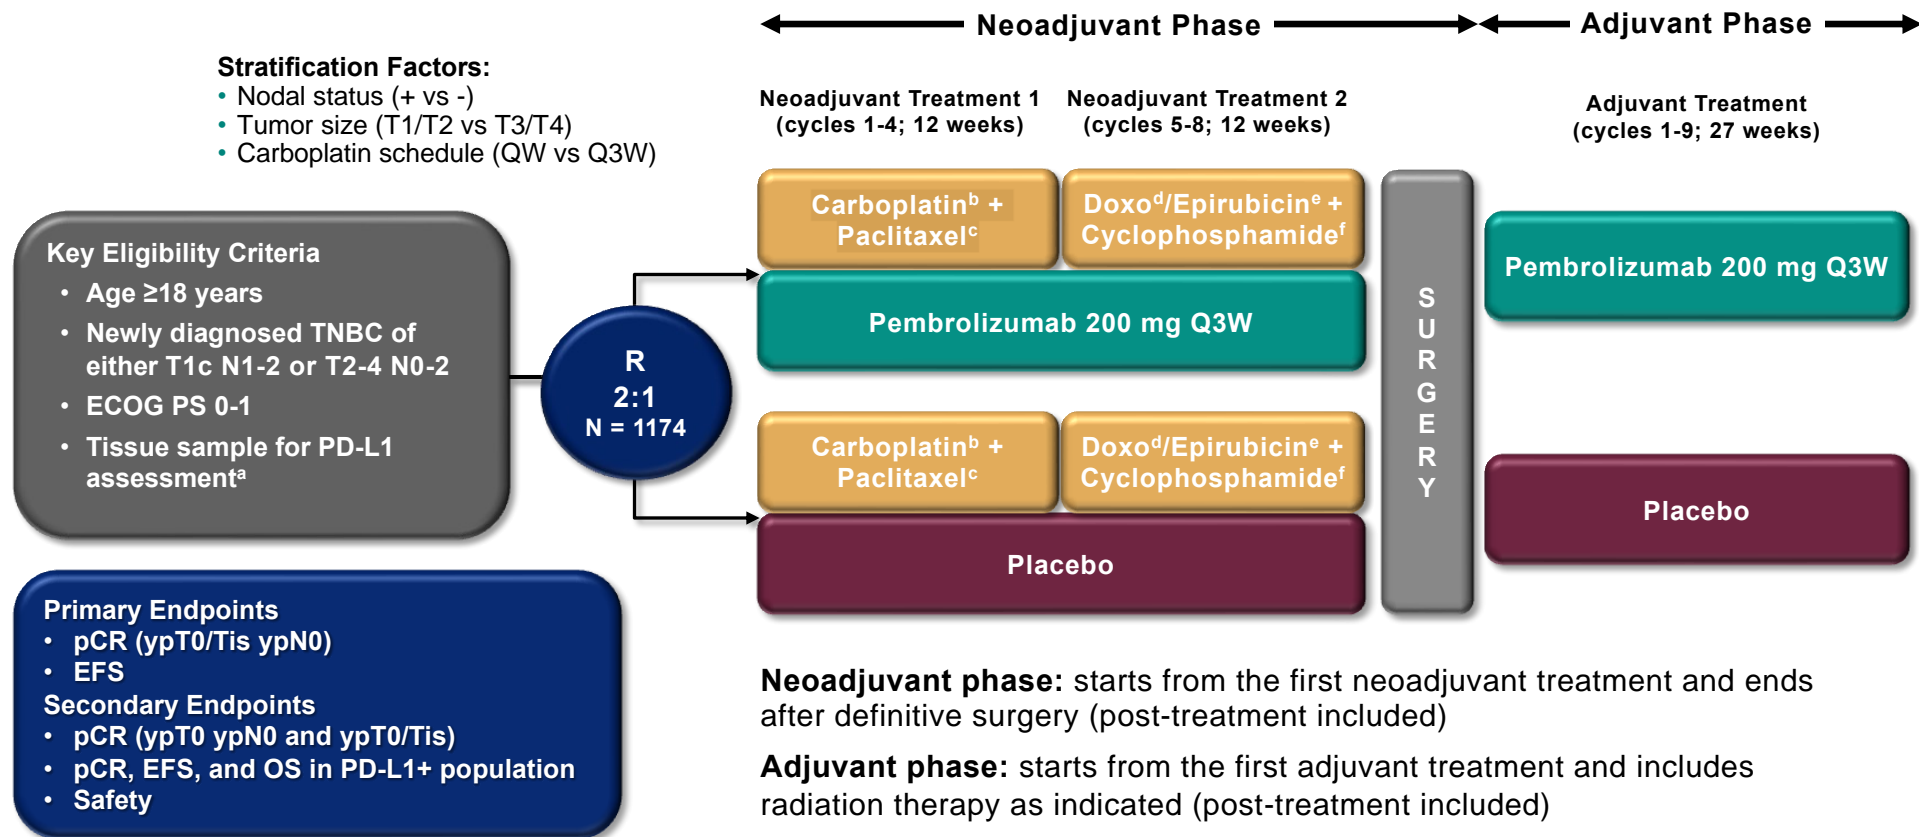 Neoadjuvant Phase
Adjuvant Phase
Stratification Factors:
• Nodal status (+ vs -)
• Tumor size (T1/T2 vs T3/T4)
• Carboplatin schedule (QW vs Q3W)
Neoadjuvant Treatment 1
(cycles 1-4; 12 weeks)
Neoadjuvant Treatment 2
(cycles 5-8; 12 weeks)
Adjuvant Treatment
(cycles 1-9; 27 weeks)
Key Eligibility Criteria
• Age ≥18 years
• Newly diagnosed TNBC of
either T1c N1-2 or T2-4 N0-2
• ECOG PS 0-1
• Tissue sample for PD-L1
assessmentᵃ
R
2:1
N = 1174
Carboplatinᵇ +
Paclitaxelᶜ
Doxoᵈ/Epirubicinᵉ +
Cyclophosphamideᶠ
Pembrolizumab 200 mg Q3W
Carboplatinᵇ +
Paclitaxelᶜ
Doxoᵈ/Epirubicinᵉ +
Cyclophosphamideᶠ
Placebo
S
U
R
G
E
R
Y
Pembrolizumab 200 mg Q3W
Placebo
Primary Endpoints
• pCR (ypT0/Tis ypN0)
• EFS
Secondary Endpoints
• pCR (ypT0 ypN0 and ypT0/Tis)
• pCR, EFS, and OS in PD-L1+ population
• Safety
Neoadjuvant phase: starts from the first neoadjuvant treatment and ends
after definitive surgery (post-treatment included)
Adjuvant phase: starts from the first adjuvant treatment and includes
radiation therapy as indicated (post-treatment included)